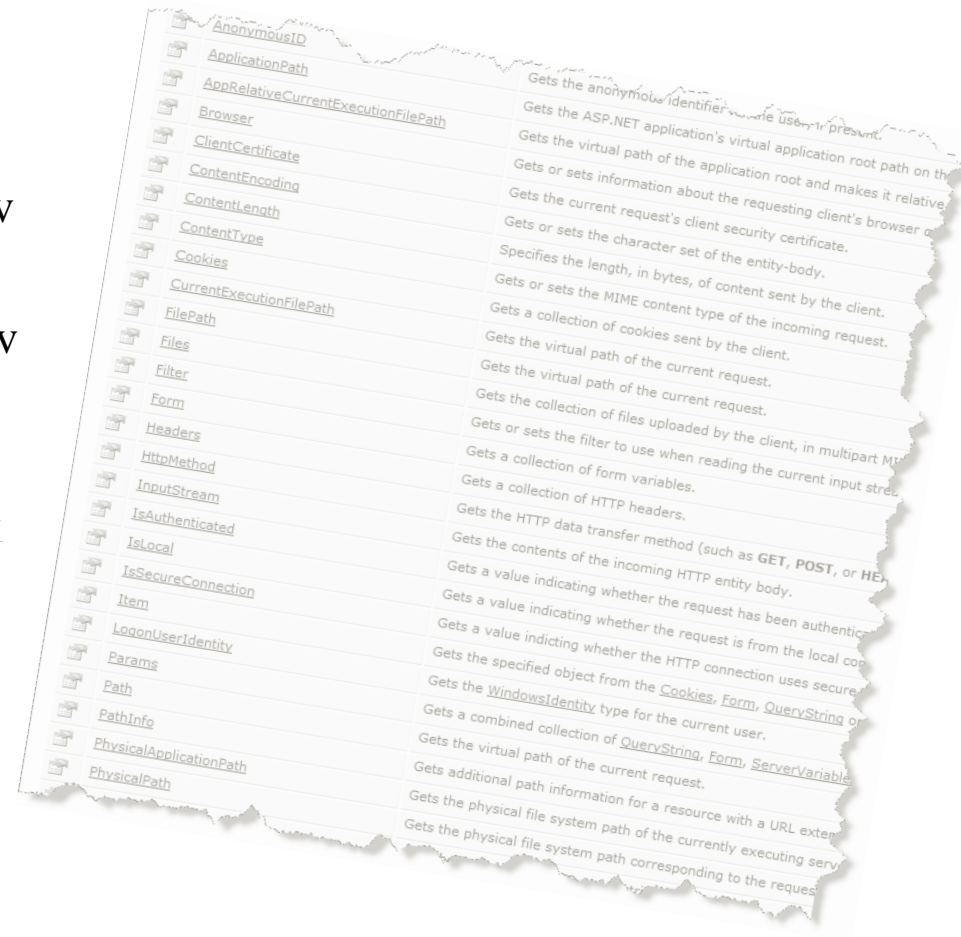 AnonymousID Gets the anonymous identifier the user, if present.
ApplicationPath Gets the ASP.NET application's virtual application root path on
AppRelativeCurrentExecutionFilePath Gets the virtual path of the application root and makes it relative
Browser Gets or sets information about the requesting client's browser
ClientCertificate Gets the current request's client security certificate.
ContentEncoding Gets or sets the character set of the entity-body.
ContentLength Specifies the length, in bytes, of content sent by the client.
ContentType Gets or sets the MIME content type of the incoming request.
Cookies Gets a collection of cookies sent by the client.
CurrentExecutionFilePath Gets the virtual path of the current request.
FilePath Gets the virtual path of the current request.
Files Gets the collection of files uploaded by the client, in multipart
Filter Gets or sets the filter to use when reading the current input
Form Gets a collection of form variables.
Headers Gets a collection of HTTP headers.
HttpMethod Gets the HTTP data transfer method (such as GET, POST, or
InputStream Gets the contents of the incoming HTTP entity body.
IsAuthenticated Gets a value indicating whether the request has been
IsLocal Gets a value indicating whether the request is from the local
IsSecureConnection Gets a value indicting whether the HTTP connection uses secure
Item Gets the specified object from the Cookies, Form, QueryString
LogonUserIdentity Gets the WindowsIdentity type for the current user.
Params Gets a combined collection of QueryString, Form,
Path Gets the virtual path of the current request.
PathInfo Gets additional path information for a resource with a URL
PhysicalApplicationPath Gets the physical file system path of the currently executing
PhysicalPath Gets the physical file system path corresponding to the